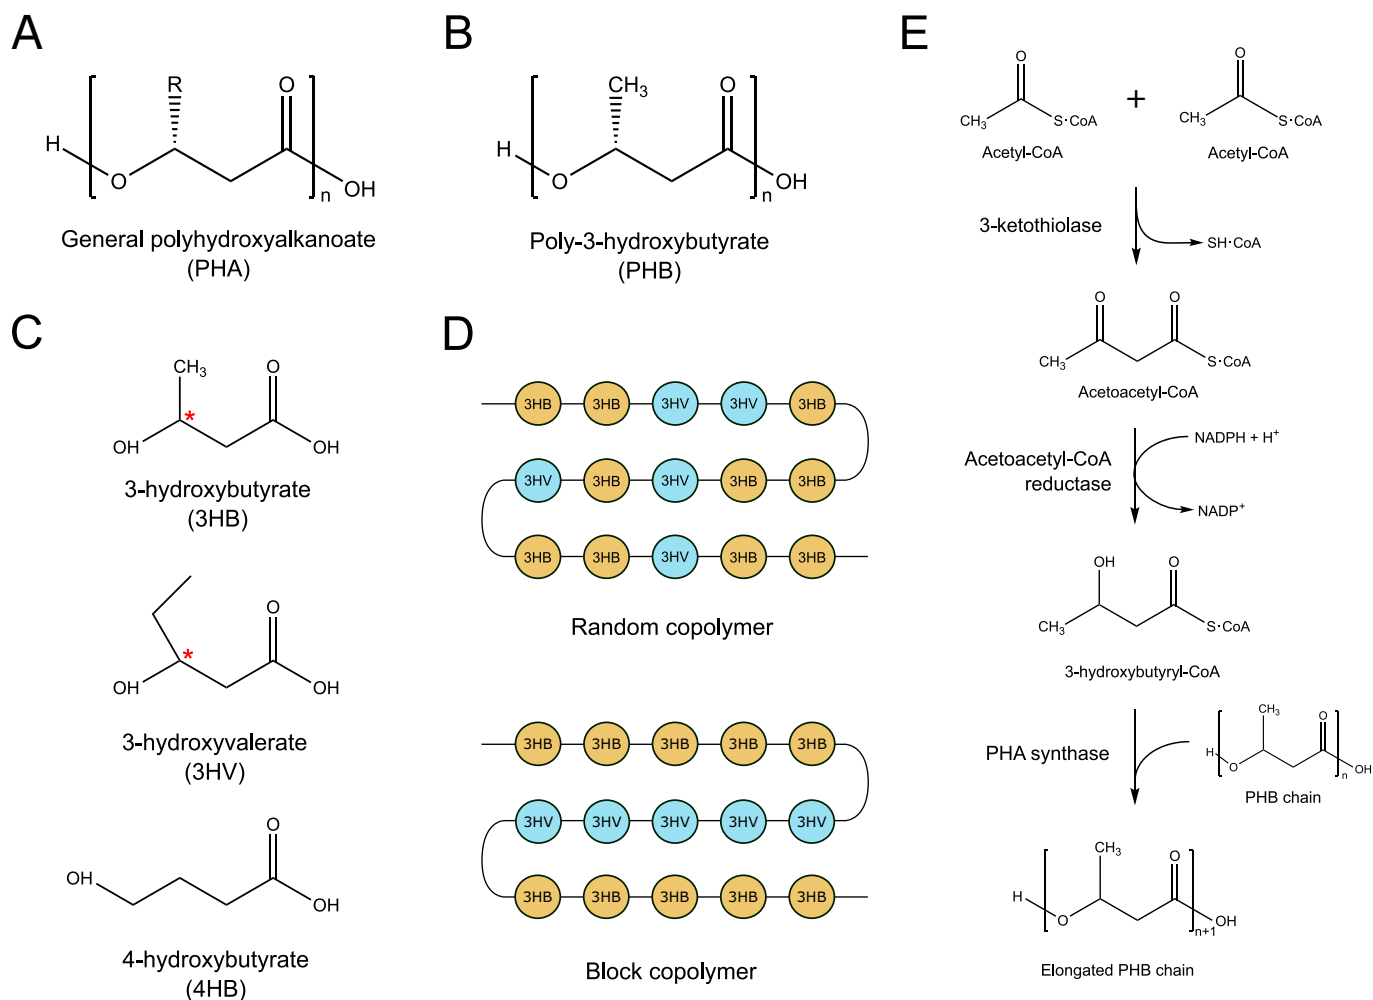 A
R
O
H
O
n
OH
General polyhydroxyalkanoate
(PHA)
B
CH3
O
H
O
n
OH
Poly-3-hydroxybutyrate
(PHB)
C
CH3
O
*
OH
OH
3-hydroxybutyrate
(3HB)
O
*
OH
OH
3-hydroxyvalerate
(3HV)
O
OH
OH
4-hydroxybutyrate
(4HB)
D
3HB 3HB 3HV 3HV 3HB
3HV 3HB 3HV 3HB 3HB
3HB 3HB 3HV 3HB 3HB
Random copolymer
3HB 3HB 3HB 3HB 3HB
3HV 3HV 3HV 3HV 3HV
3HB 3HB 3HB 3HB 3HB
Block copolymer
E
O
CH3
S·CoA
Acetyl-CoA
+
O
CH3
S·CoA
Acetyl-CoA
3-ketothiolase
SH·CoA
O
O
CH3
S·CoA
Acetoacetyl-CoA
NADPH + H+
Acetoacetyl-CoA
reductase
NADP+
OH
O
CH3
S·CoA
3-hydroxybutyryl-CoA
PHA synthase
CH3
O
H
O
n
OH
PHB chain
CH3
O
H
O
n+1
OH
Elongated PHB chain